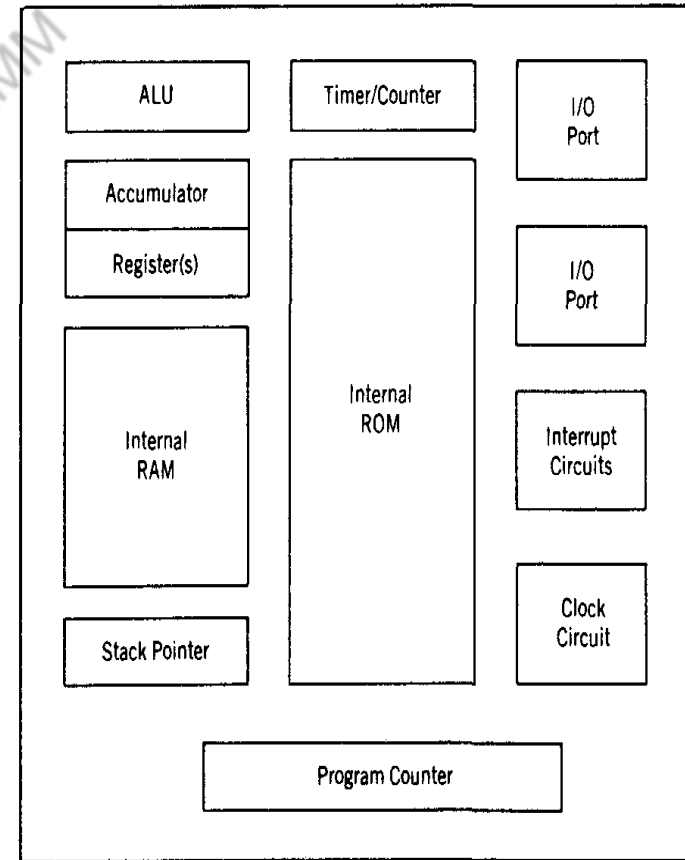 ALU
Timer/Counter
I/O
Port
Accumulator
Register(s)
I/O
Port
Internal
RAM
Internal
ROM
Interrupt
Circuits
Stack Pointer
Clock
Circuit
Program Counter